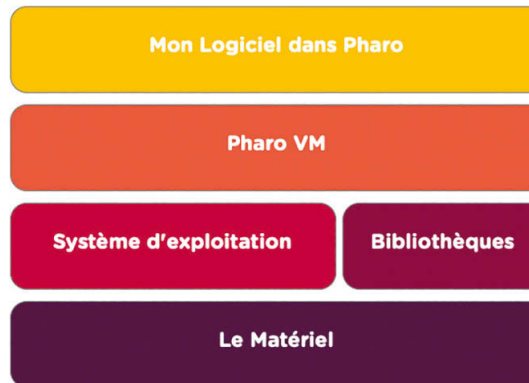 Mon Logiciel dans Pharo
Pharo VM
Système d'exploitation
Bibliothèques
Le Matériel